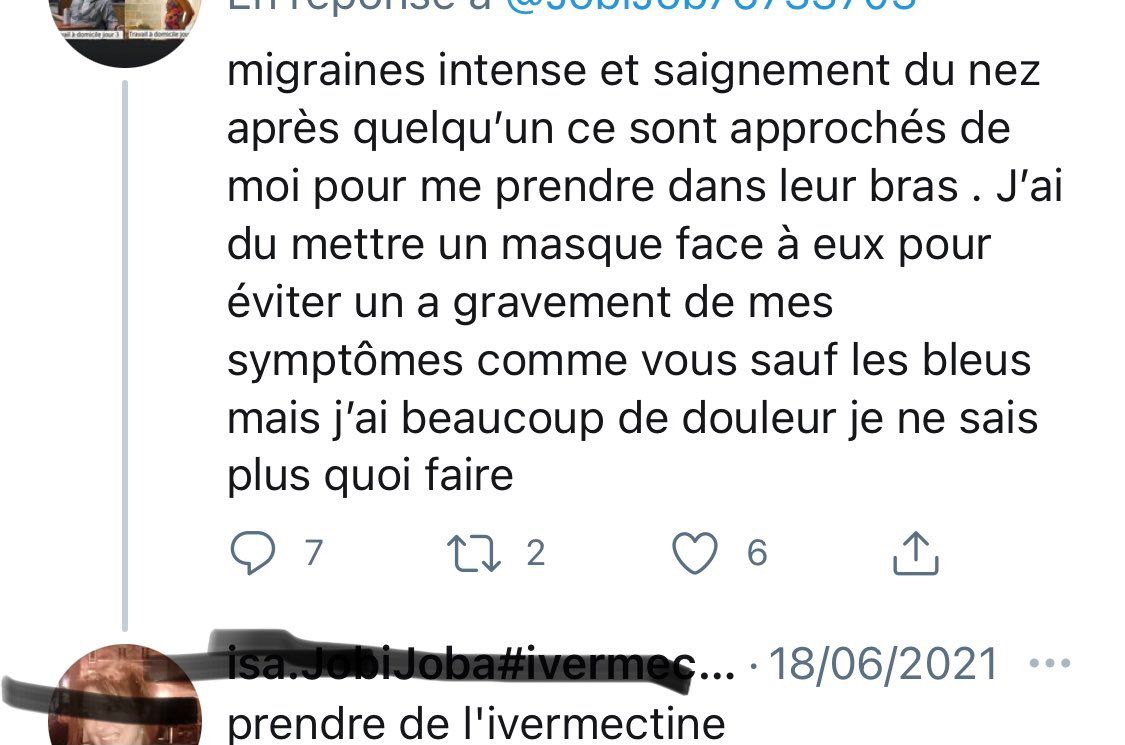 migraines intense et saignement du nez
après quelqu’un ce sont approchés de
moi pour me prendre dans leur bras . J’ai
du mettre un masque face à eux pour
éviter un a gravement de mes
symptômes comme vous sauf les bleus
mais j’ai beaucoup de douleur je ne sais
plus quoi faire
7 2 6
isa.JobiJoba#ivermec... · 18/06/2021
prendre de l'ivermectine